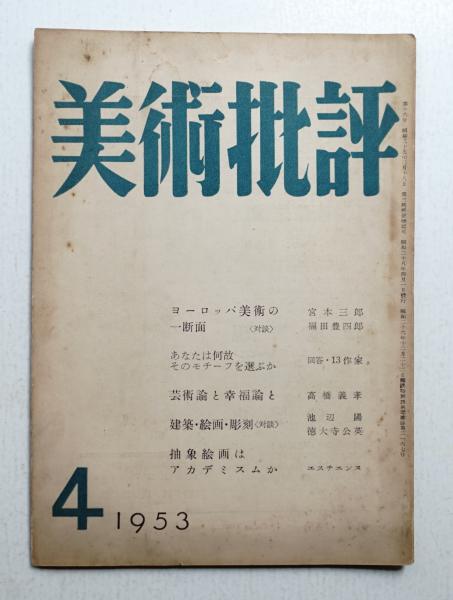 美術批評
ヨーロッパ美術の
一断面 〈対談〉
宮本三郎
福田豊四郎
あなたは何故
そのモチーフを選ぶか
回答・13作家
芸術論と幸福論と
高橋義孝
建築・絵画・彫刻〈対談〉
池辺陽
徳大寺公英
抽象絵画は
アカデミスムか
エスチエンヌ
4 1953